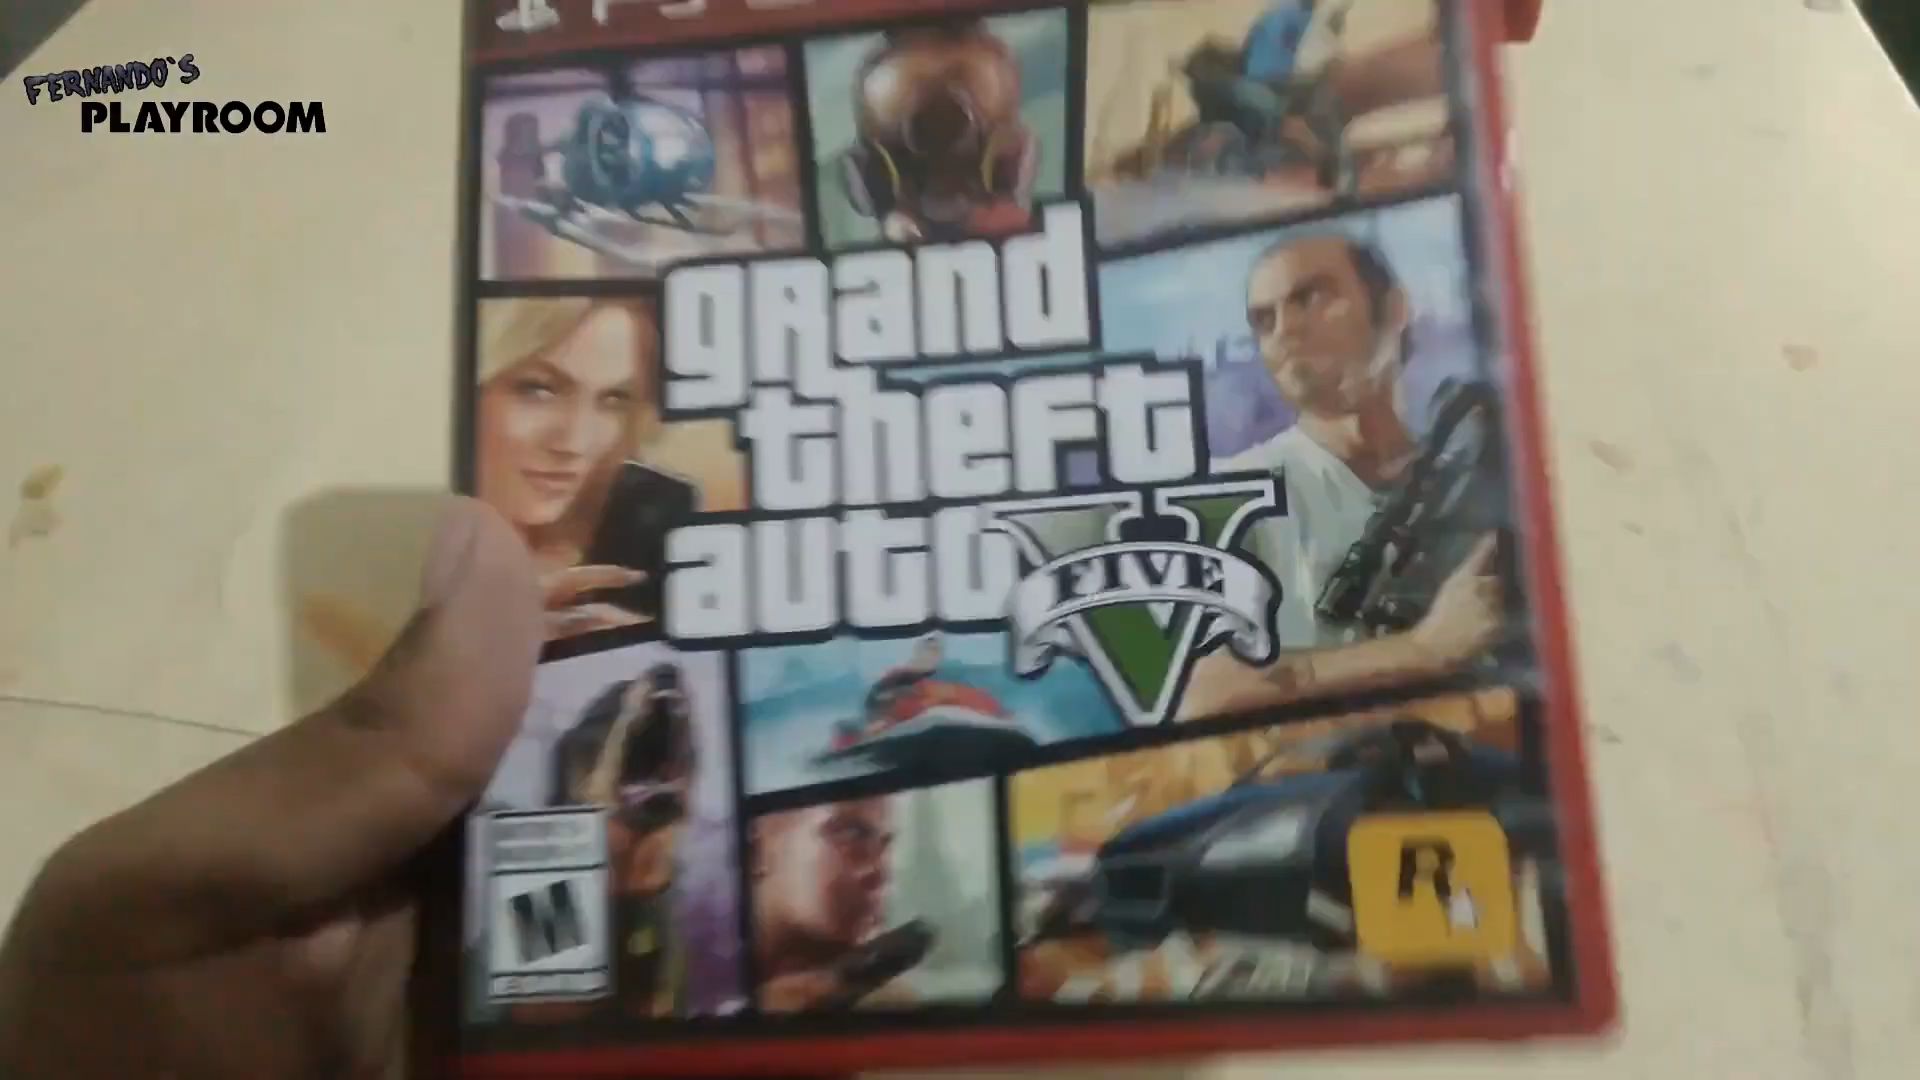 FERNANDO`S
PLAYROOM
grand
theft
auto V
FIVE
M
R